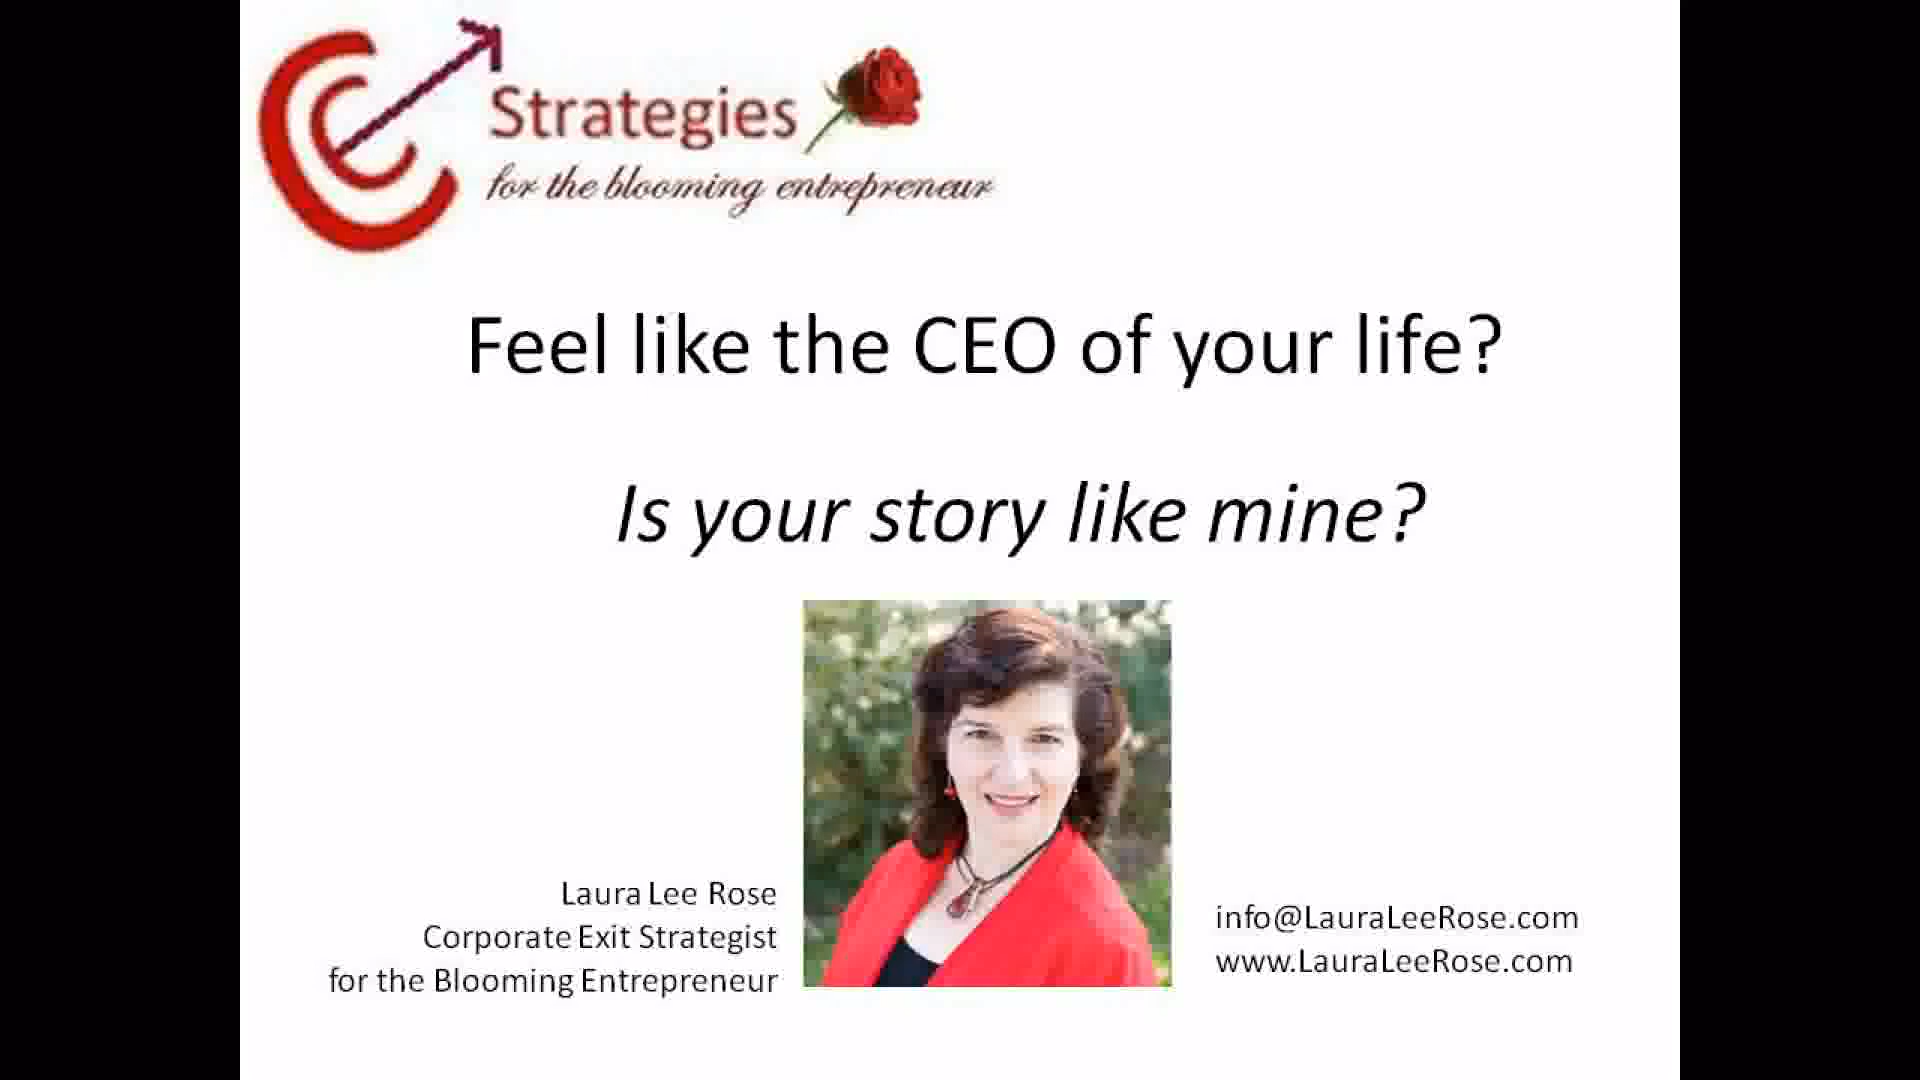 CE Strategies
for the blooming entrepreneur
Feel like the CEO of your life?
Is your story like mine?
Laura Lee Rose
Corporate Exit Strategist
for the Blooming Entrepreneur
info@LauraLeeRose.com
www.LauraLeeRose.com